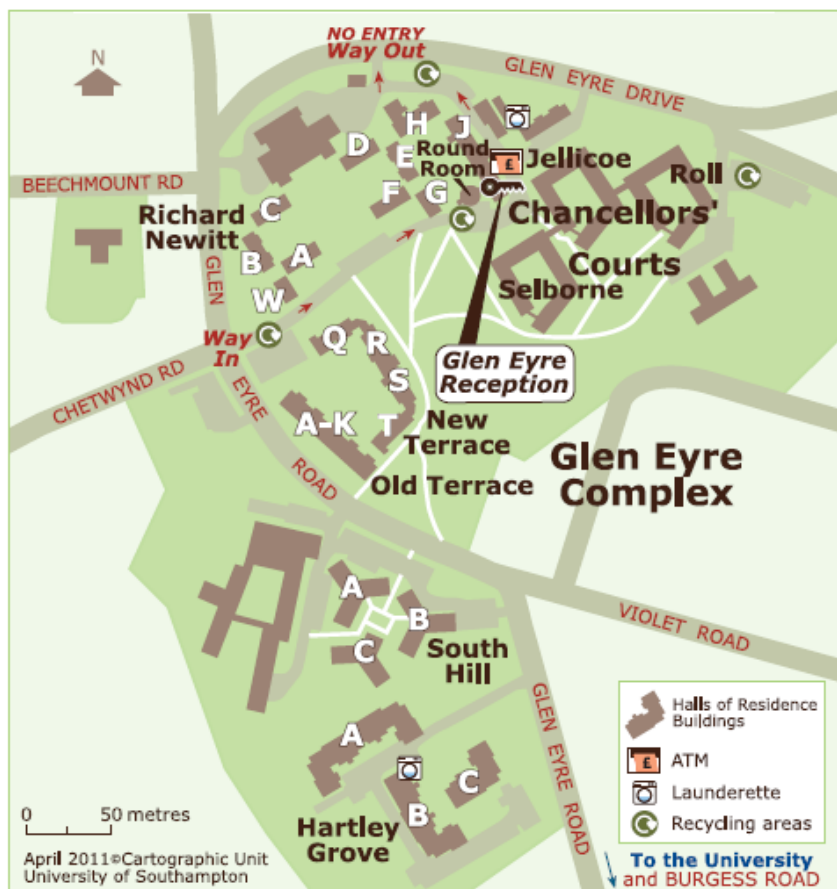 NO ENTRY
Way Out
N
GLEN EYRE DRIVE
H
J
D
E
Round
Room
£
Jellicoe
Roll
BEECHMOUNT RD
F
G
Chancellors'
Richard
Newitt
C
B
A
W
Courts
Selborne
GLEN
EYRE
ROAD
Way
In
CHETWYND RD
Q
R
S
Glen Eyre
Reception
A-K
T
New
Terrace
Old Terrace
Glen Eyre
Complex
A
B
C
South
Hill
VIOLET ROAD
GLEN EYRE ROAD
A
C
B
Hartley
Grove
Halls of Residence
Buildings
£
ATM
Launderette
Recycling areas
0 50 metres
April 2011©Cartographic Unit
University of Southampton
To the University
and BURGESS ROAD